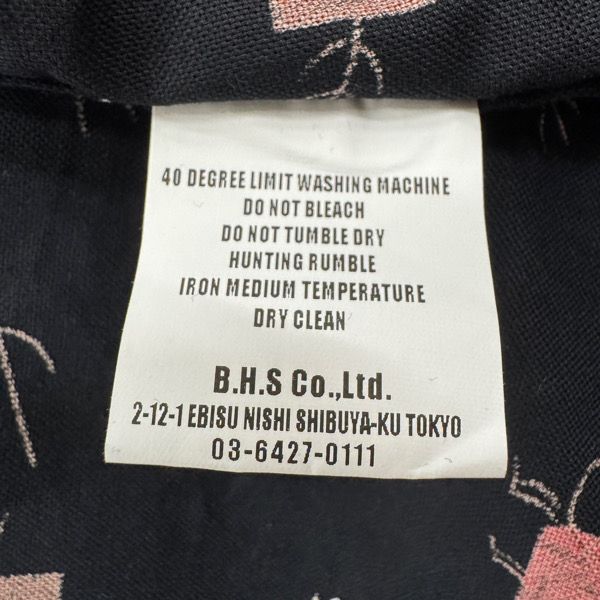 40 DEGREE LIMIT WASHING MACHINE
DO NOT BLEACH
DO NOT TUMBLE DRY
HUNTING RUMBLE
IRON MEDIUM TEMPERATURE
DRY CLEAN
B.H.S Co.,Ltd.
2-12-1 EBISU NISHI SHIBUYA-KU TOKYO
03-6427-0111